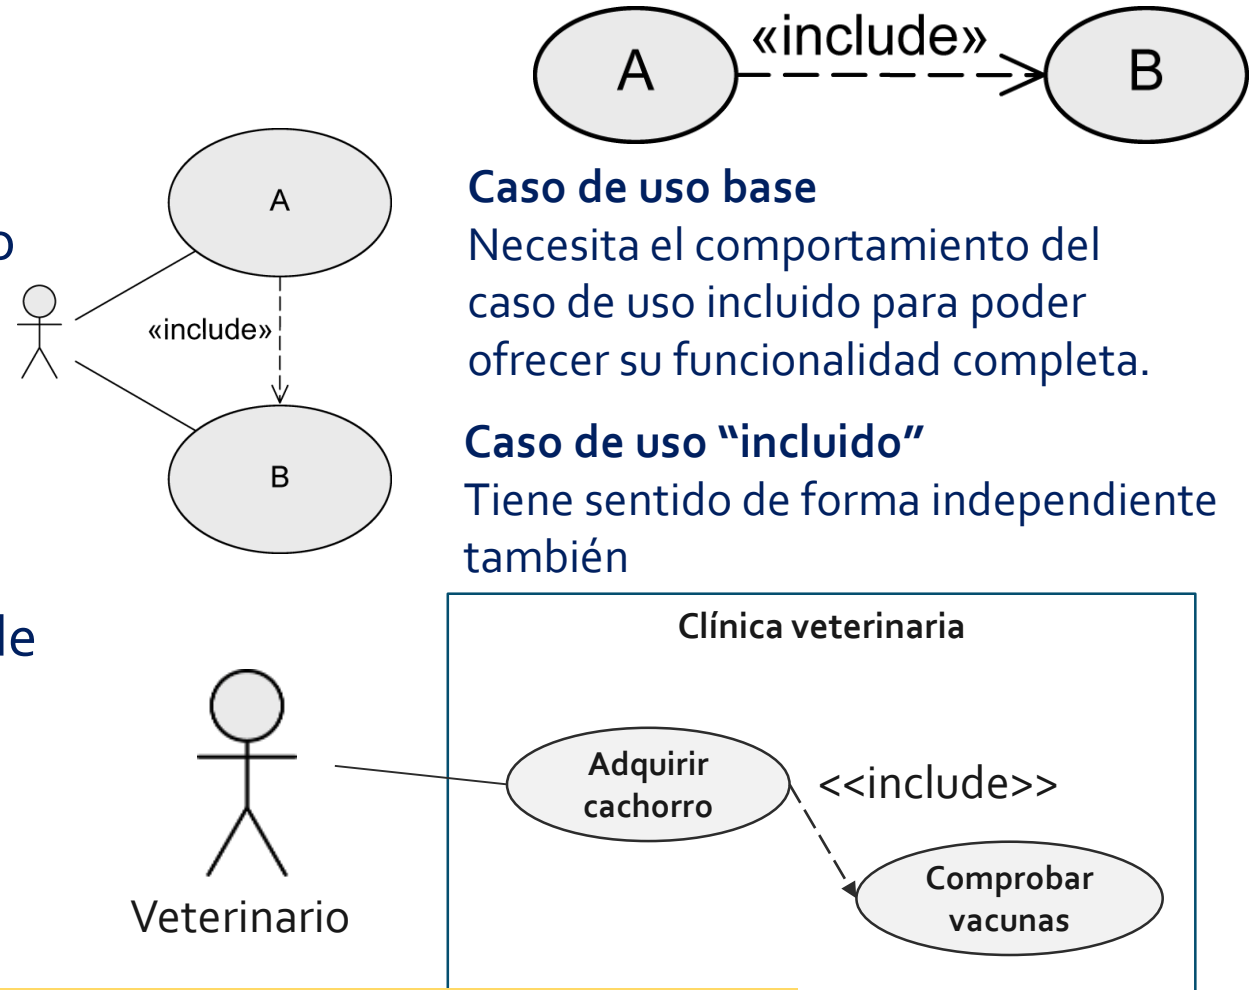 «include»
A
B
A
«include»
B
Caso de uso base
Necesita el comportamiento del
caso de uso incluido para poder
ofrecer su funcionalidad completa.
Caso de uso “incluido”
Tiene sentido de forma independiente
también
Clínica veterinaria
Adquirir
cachorro
<<include>>
Comprobar
vacunas
Veterinario